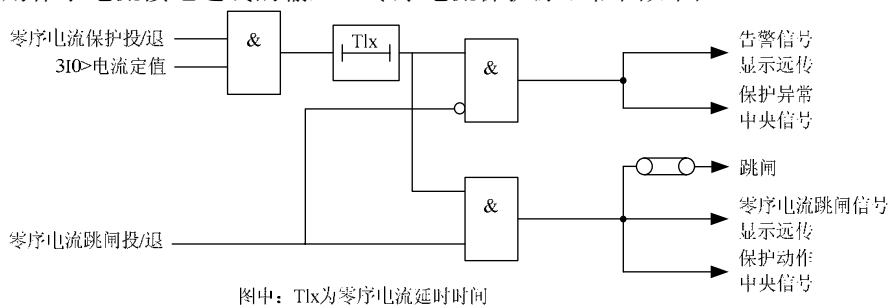 零序电流保护投/退
3I0>电流定值
&
Tlx
&
告警信号
显示远传
保护异常
中央信号
&
跳闸
零序电流跳闸信号
显示远传
保护动作
中央信号
零序电流跳闸投/退
图中：Tlx为零序电流延时时间